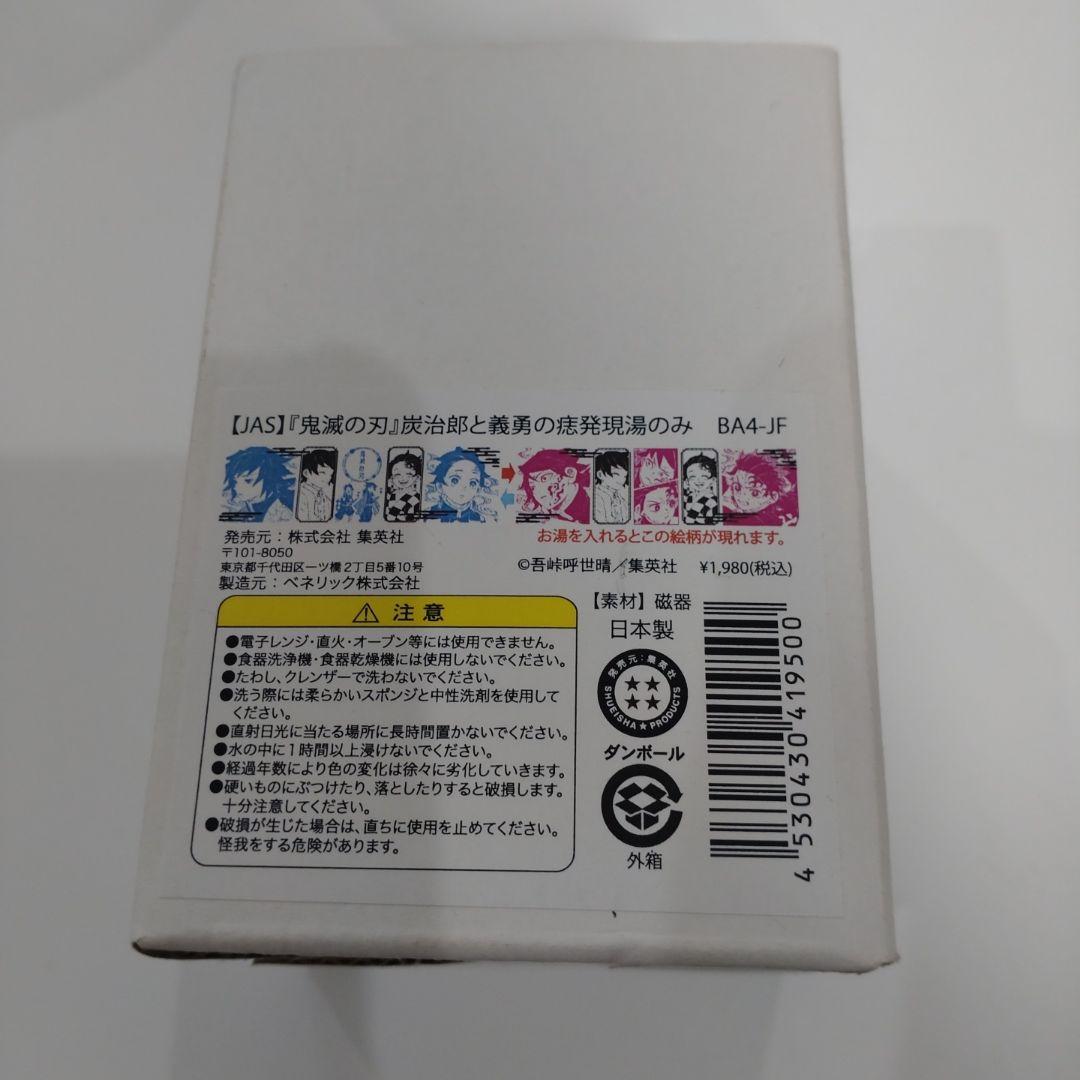 【JAS】『鬼滅の刃』炭治郎と義勇の痣発現湯のみ BA4-JF
お湯を入れるとこの絵柄が現れます。
発売元：株式会社 集英社
〒101-8050
東京都千代田区一ツ橋2丁目5番10号
製造元：ベネリック株式会社
©吾峠呼世晴／集英社 ¥1,980(税込)
⚠ 注意
●電子レンジ・直火・オーブン等には使用できません。
●食器洗浄機・食器乾燥機には使用しないでください。
●たわし、クレンザーで洗わないでください。
●洗う際には柔らかいスポンジと中性洗剤を使用して
ください。
●直射日光に当たる場所に長時間置かないでください。
●水の中に1時間以上浸けないでください。
●経過年数により色の変化は徐々に劣化していきます。
●硬いものにぶつけたり、落としたりすると破損します。
十分注意してください。
●破損が生じた場合は、直ちに使用を止めてください。
怪我をする危険があります。
【素材】磁器
日本製
発売元：集英社
SHUEISHA★PRODUCTS
ダンボール
外箱
4 530430 419500